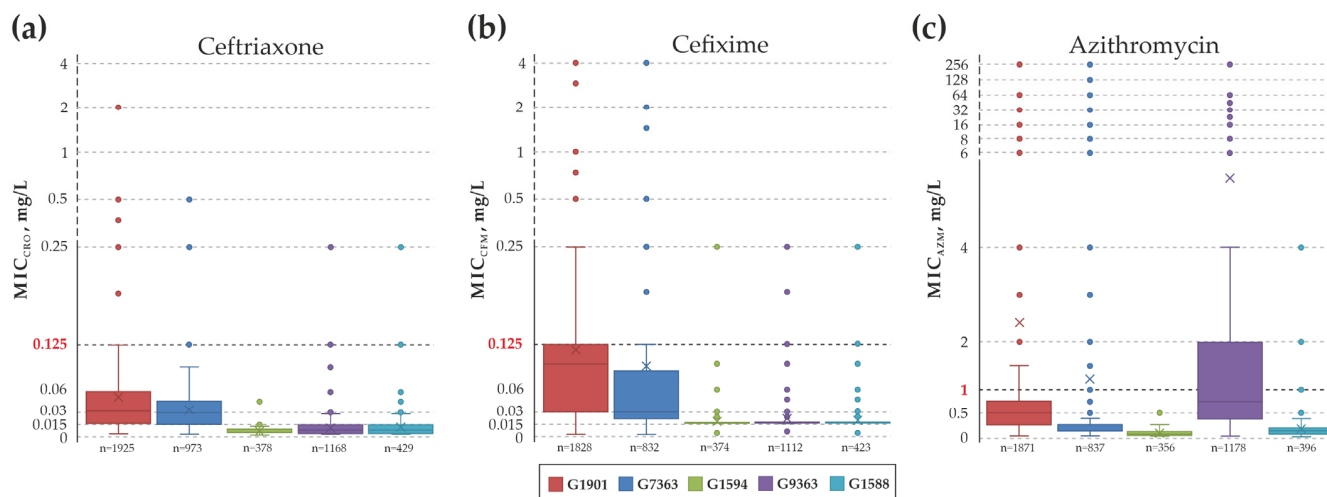 (a)
Ceftriaxone
MIC_CRO, mg/L
4
2
1
0.5
0.25
0.125
0.06
0.03
0.015
0
n=1925
n=973
n=378
n=1168
n=429
(b)
Cefixime
MIC_CFM, mg/L
4
2
1
0.5
0.25
0.125
0.06
0.03
0.015
0
n=1828
n=832
n=374
n=1112
n=423
(c)
Azithromycin
MIC_AZM, mg/L
256
128
64
32
16
8
6
4
2
1
0.5
0
n=1871
n=837
n=356
n=1178
n=396
G1901 G7363 G1594 G9363 G1588